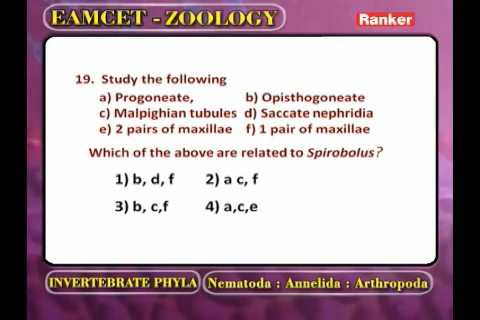 EAMCET - ZOOLOGY
Ranker
19. Study the following
a) Progoneate, b) Opisthogoneate
c) Malpighian tubules d) Saccate nephridia
e) 2 pairs of maxillae f) 1 pair of maxillae
Which of the above are related to Spirobolus?
1) b, d, f 2) a c, f
3) b, c,f 4) a,c,e
INVERTEBRATE PHYLA Nematoda : Annelida : Arthropoda